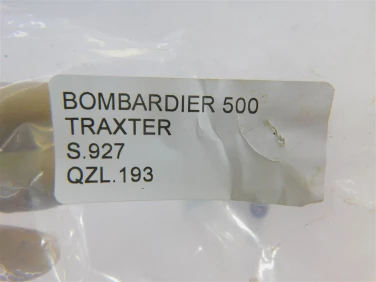 BOMBARDIER 500
TRAXTER
S.927
QZL.193